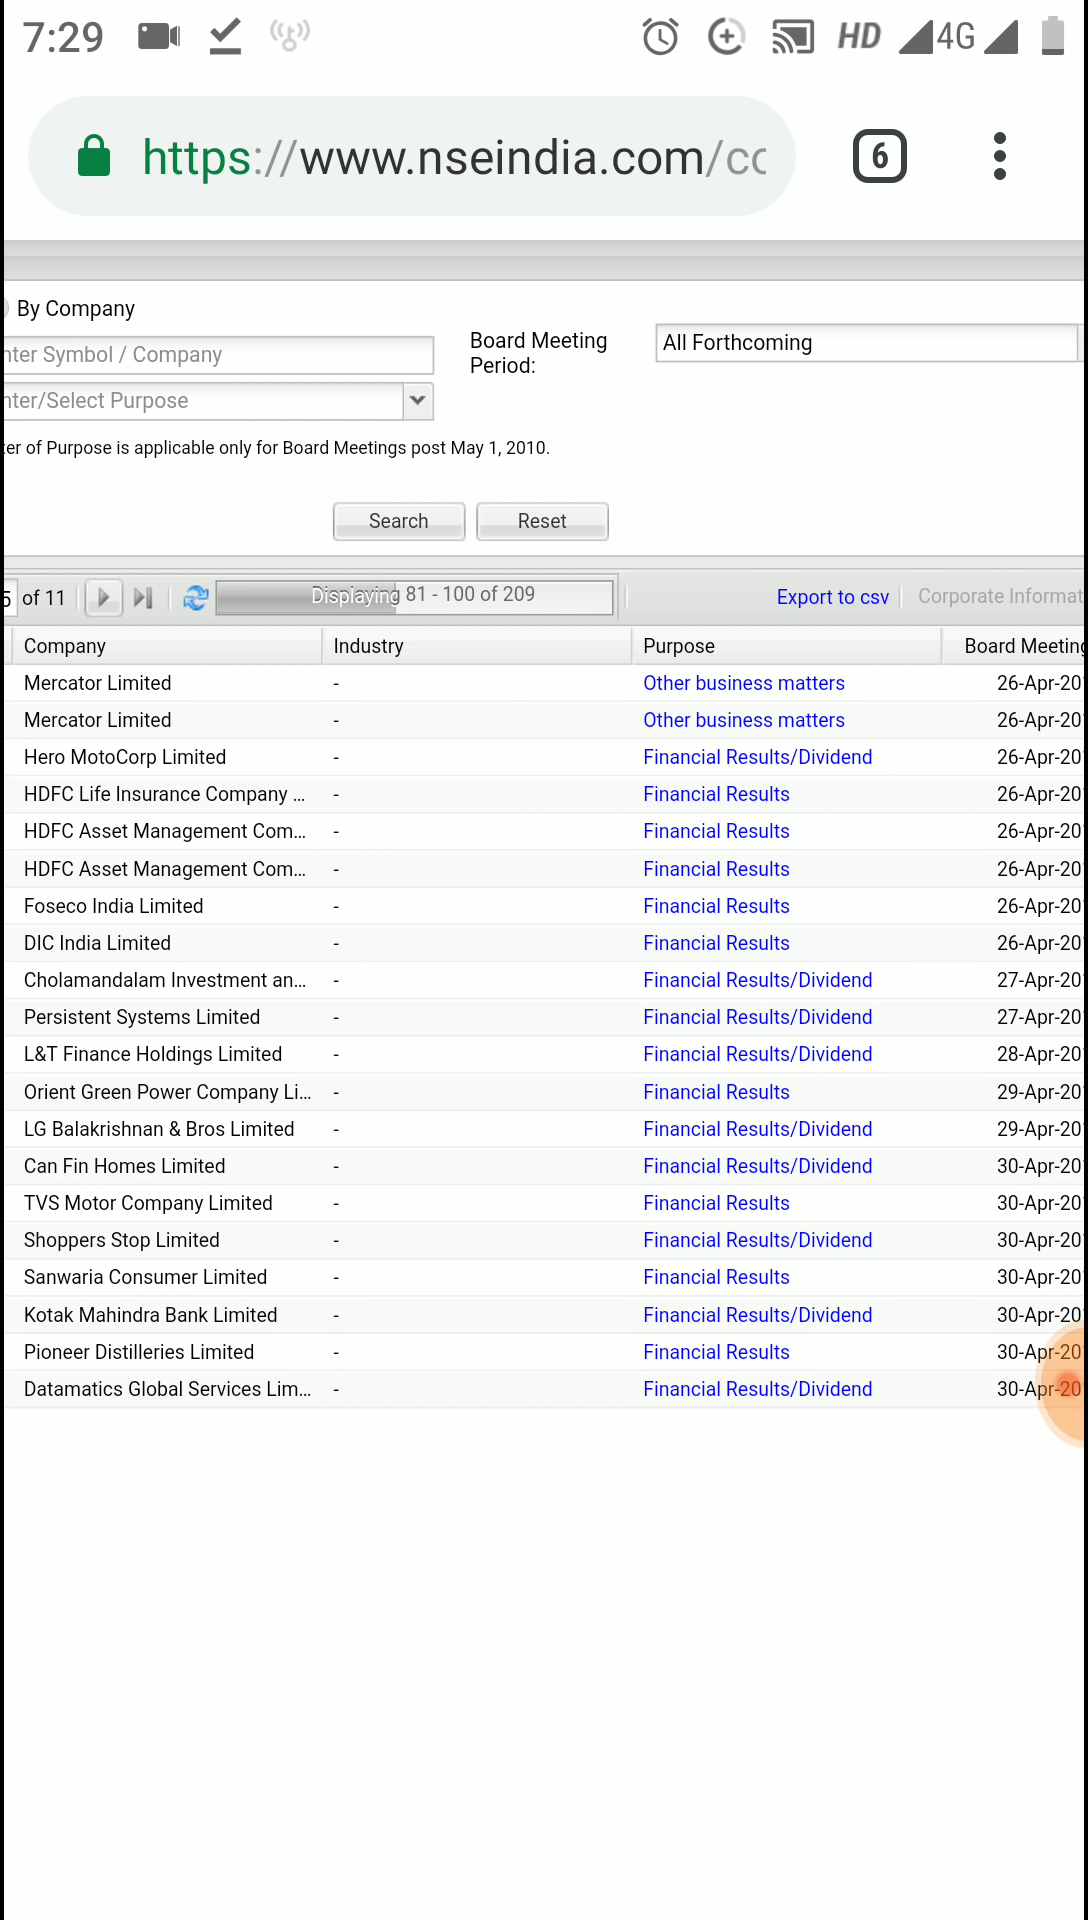 7:29 HD 4G
https://www.nseindia.com/cc 6
By Company
nter Symbol / Company
Board Meeting Period: All Forthcoming
nter/Select Purpose
ter of Purpose is applicable only for Board Meetings post May 1, 2010.
Search Reset
5 of 11 Displaying 81 - 100 of 209 Export to csv Corporate Informat
Company Industry Purpose Board Meeting
Mercator Limited - Other business matters 26-Apr-20
Mercator Limited - Other business matters 26-Apr-20
Hero MotoCorp Limited - Financial Results/Dividend 26-Apr-20
HDFC Life Insurance Company ... - Financial Results 26-Apr-20
HDFC Asset Management Com... - Financial Results 26-Apr-20
HDFC Asset Management Com... - Financial Results 26-Apr-20
Foseco India Limited - Financial Results 26-Apr-20
DIC India Limited - Financial Results 26-Apr-20
Cholamandalam Investment an... - Financial Results/Dividend 27-Apr-20
Persistent Systems Limited - Financial Results/Dividend 27-Apr-20
L&T Finance Holdings Limited - Financial Results/Dividend 28-Apr-20
Orient Green Power Company Li... - Financial Results 29-Apr-20
LG Balakrishnan & Bros Limited - Financial Results/Dividend 29-Apr-20
Can Fin Homes Limited - Financial Results/Dividend 30-Apr-20
TVS Motor Company Limited - Financial Results 30-Apr-20
Shoppers Stop Limited - Financial Results/Dividend 30-Apr-20
Sanwaria Consumer Limited - Financial Results 30-Apr-20
Kotak Mahindra Bank Limited - Financial Results/Dividend 30-Apr-20
Pioneer Distilleries Limited - Financial Results 30-Apr-20
Datamatics Global Services Lim... - Financial Results/Dividend 30-Apr-20